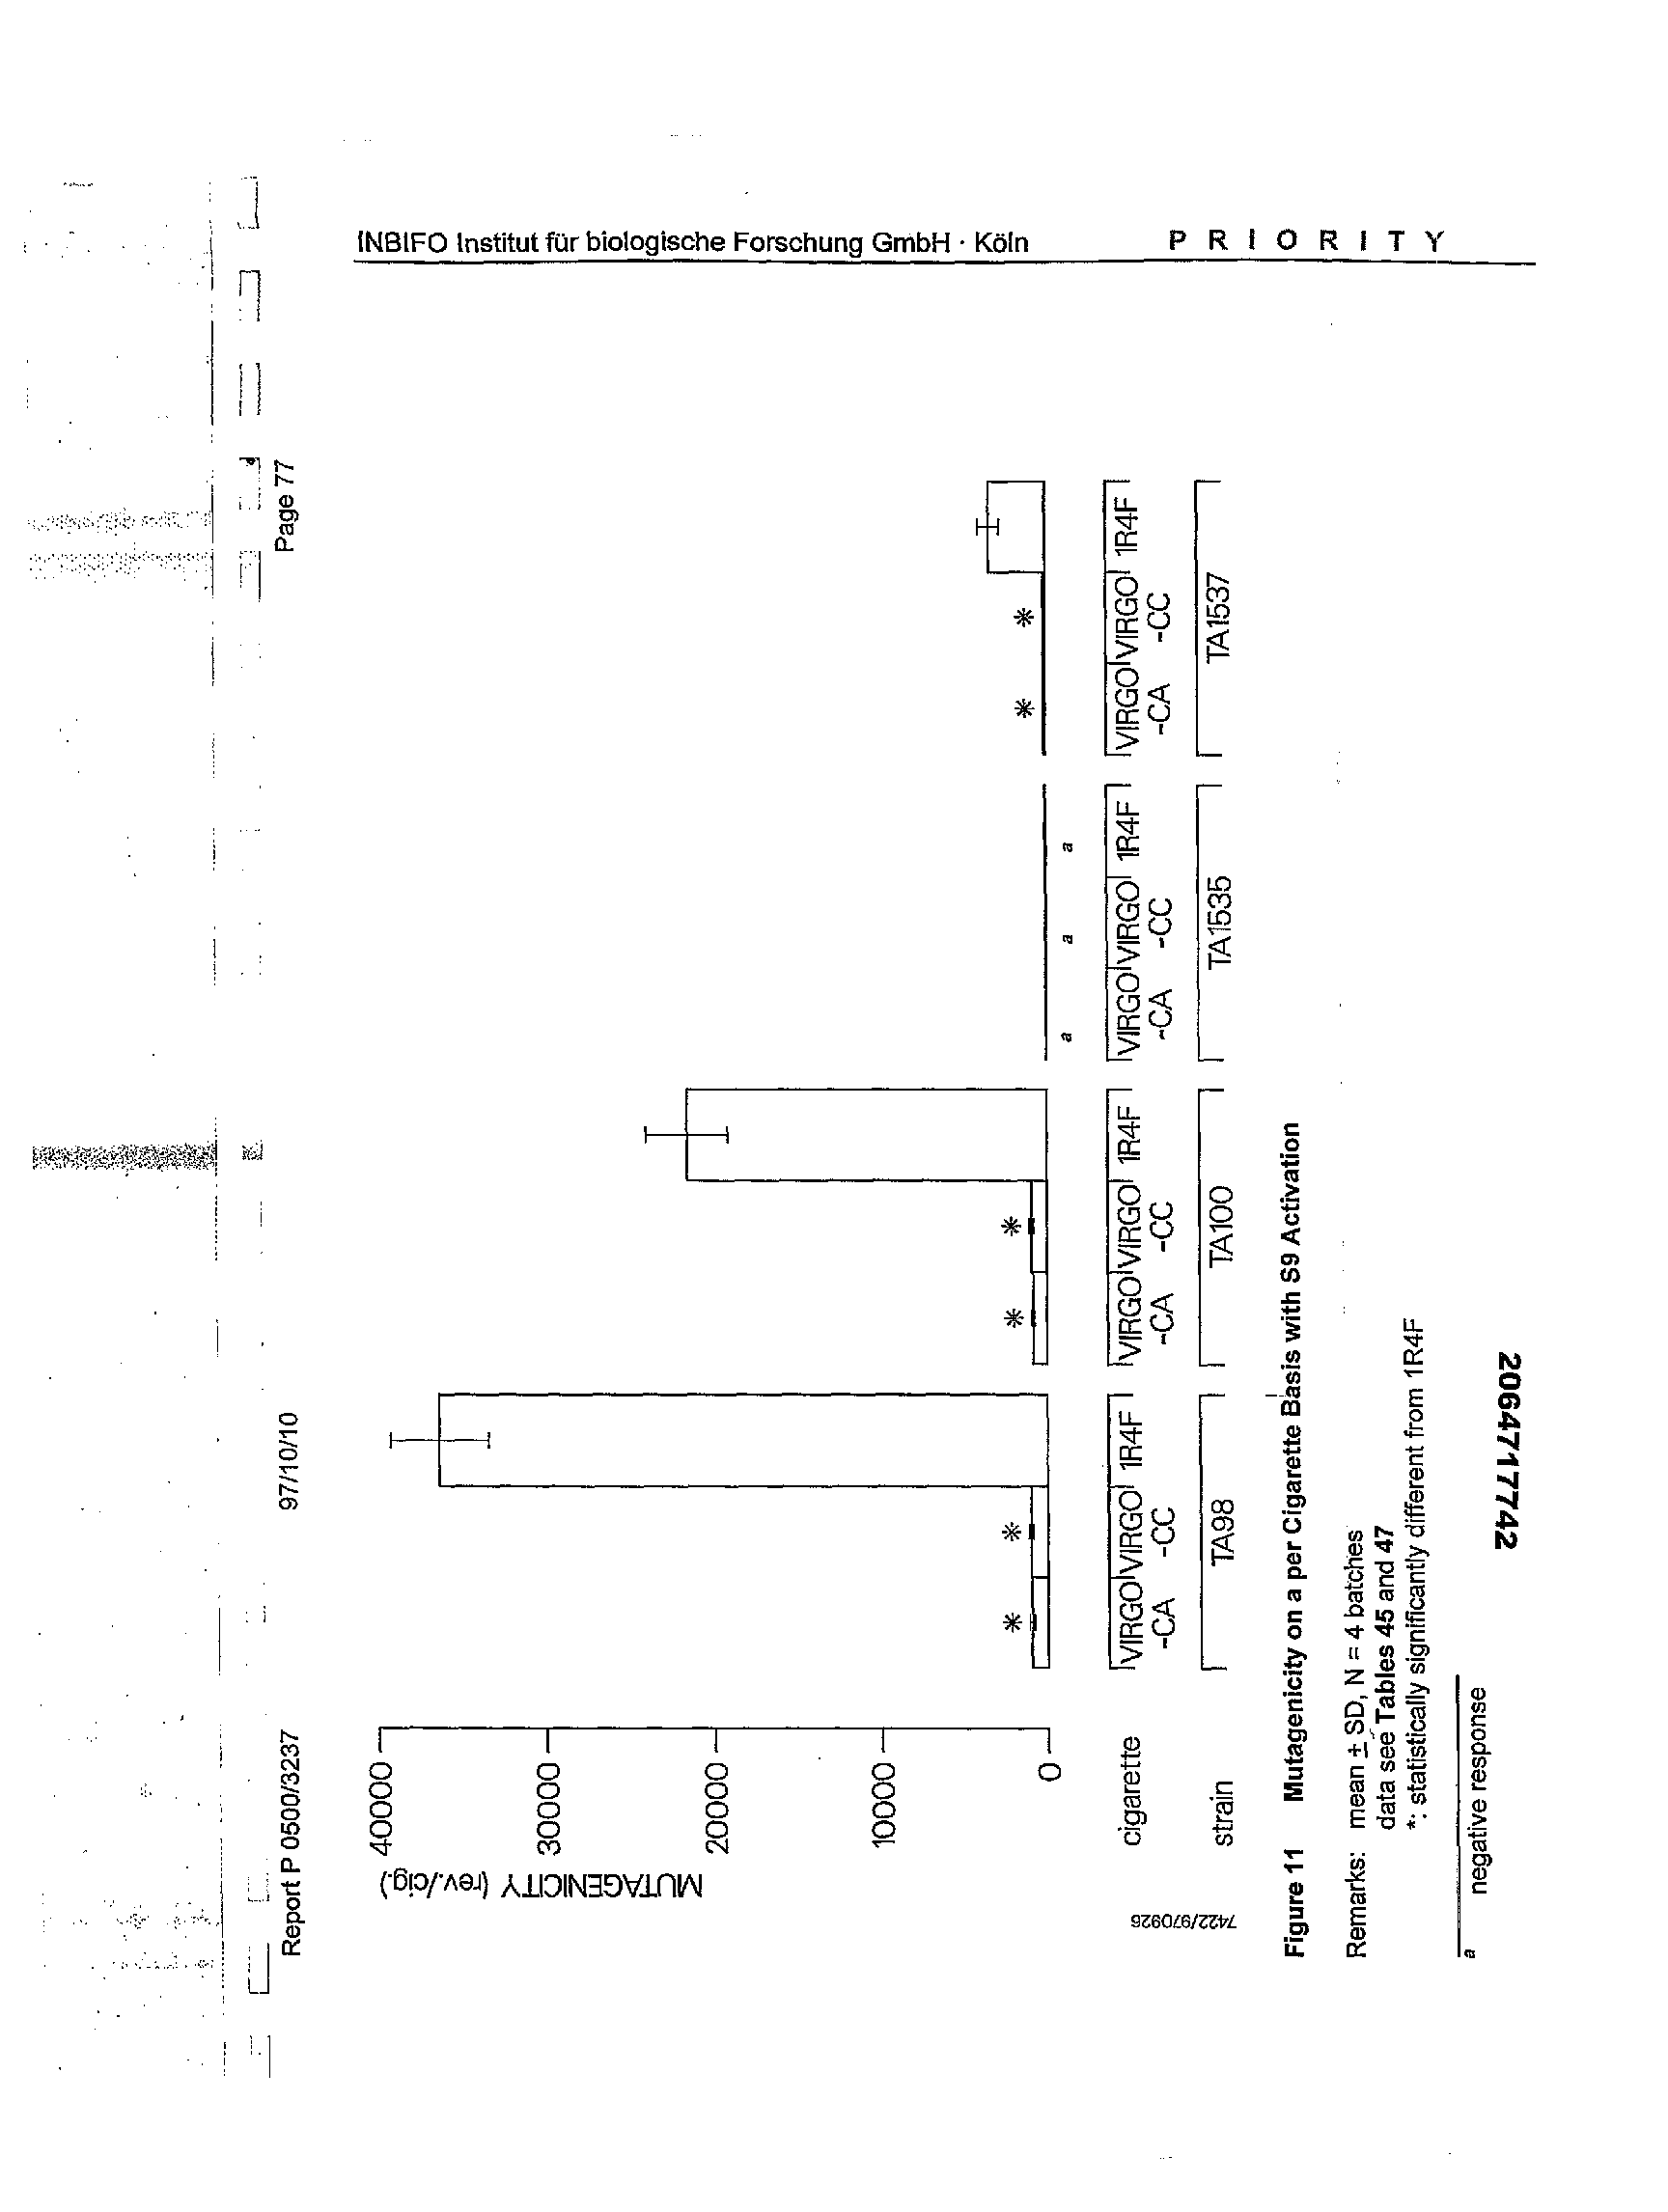 INBIFO Institut für biologische Forschung GmbH · Köln
P R I O R I T Y
Report P 0500/3237
97/10/10
Page 77
MUTAGENICITY (rev./cig.)
40000
30000
20000
10000
0
* * * * * *
a a a
cigarette
VIRGO VIRGO 1R4F VIRGO VIRGO 1R4F VIRGO VIRGO 1R4F VIRGO VIRGO 1R4F
-CA -CC -CA -CC -CA -CC -CA -CC
strain
TA98 TA100 TA1535 TA1537
7422/970926
Figure 11 Mutagenicity on a per Cigarette Basis with S9 Activation
Remarks: mean ± SD, N = 4 batches
data see Tables 45 and 47
*: statistically significantly different from 1R4F
a negative response
2064717742